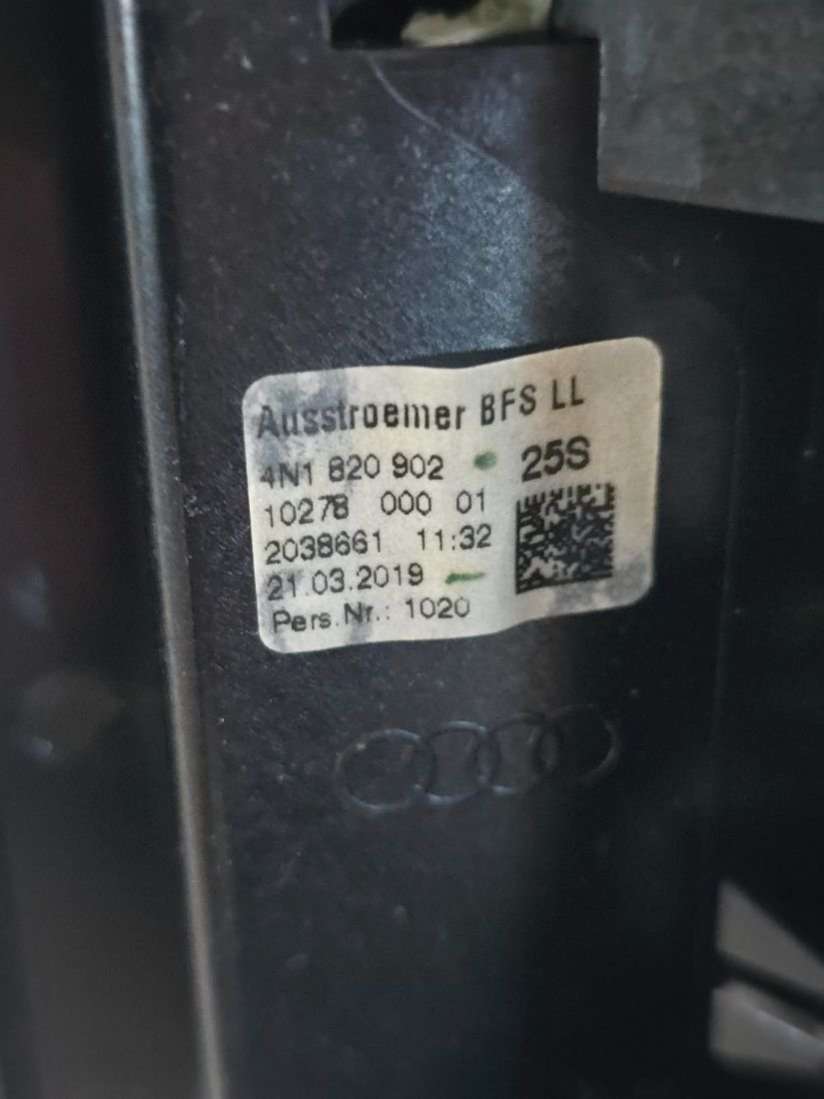 Ausstroemer BFS LL
4N1 820 902 25S
10278 000 01
2038661 11:32
21.03.2019
Pers.Nr.: 1020